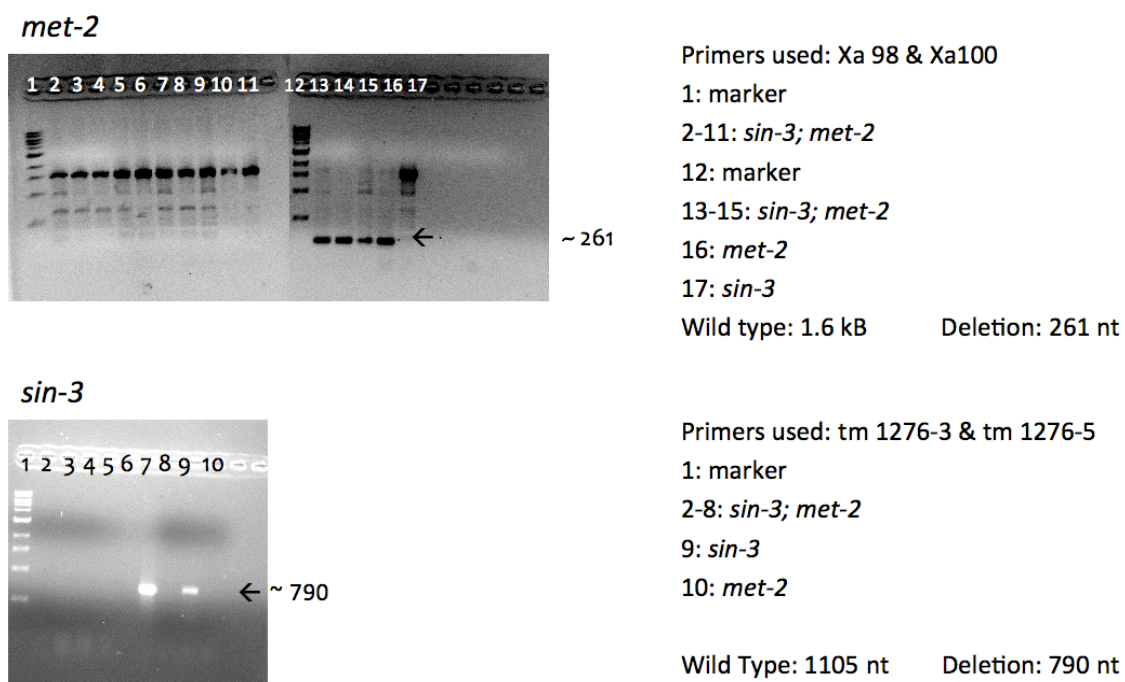 met-2
1 2 3 4 5 6 7 8 9 10 11 12 13 14 15 16 17
~ 261
Primers used: Xa 98 & Xa100
1: marker
2-11: sin-3; met-2
12: marker
13-15: sin-3; met-2
16: met-2
17: sin-3
Wild type: 1.6 kB Deletion: 261 nt
sin-3
1 2 3 4 5 6 7 8 9 10
← ~ 790
Primers used: tm 1276-3 & tm 1276-5
1: marker
2-8: sin-3; met-2
9: sin-3
10: met-2
Wild Type: 1105 nt Deletion: 790 nt